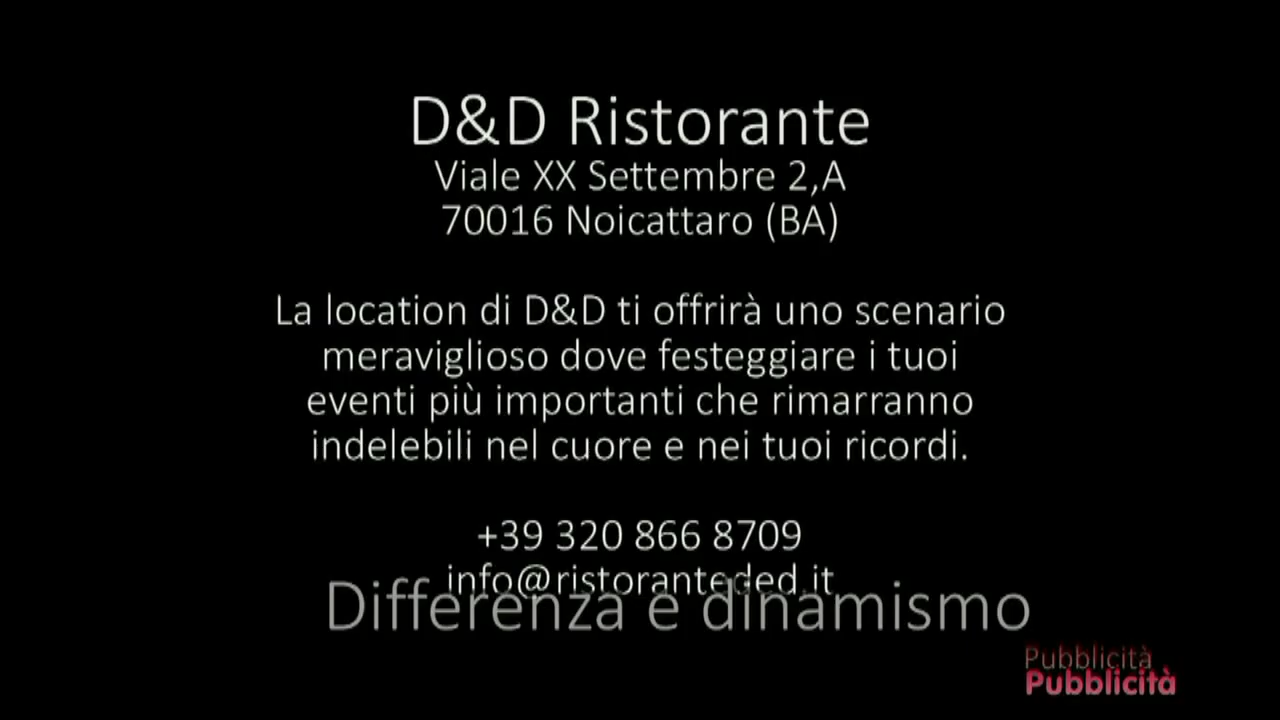 D&D Ristorante
Viale XX Settembre 2,A
70016 Noicattaro (BA)
La location di D&D ti offrirà uno scenario
meraviglioso dove festeggiare i tuoi
eventi più importanti che rimarranno
indelebili nel cuore e nei tuoi ricordi.
+39 320 866 8709
info@ristoranteded.it
Differenza e dinamismo
Pubblicità
Pubblicità